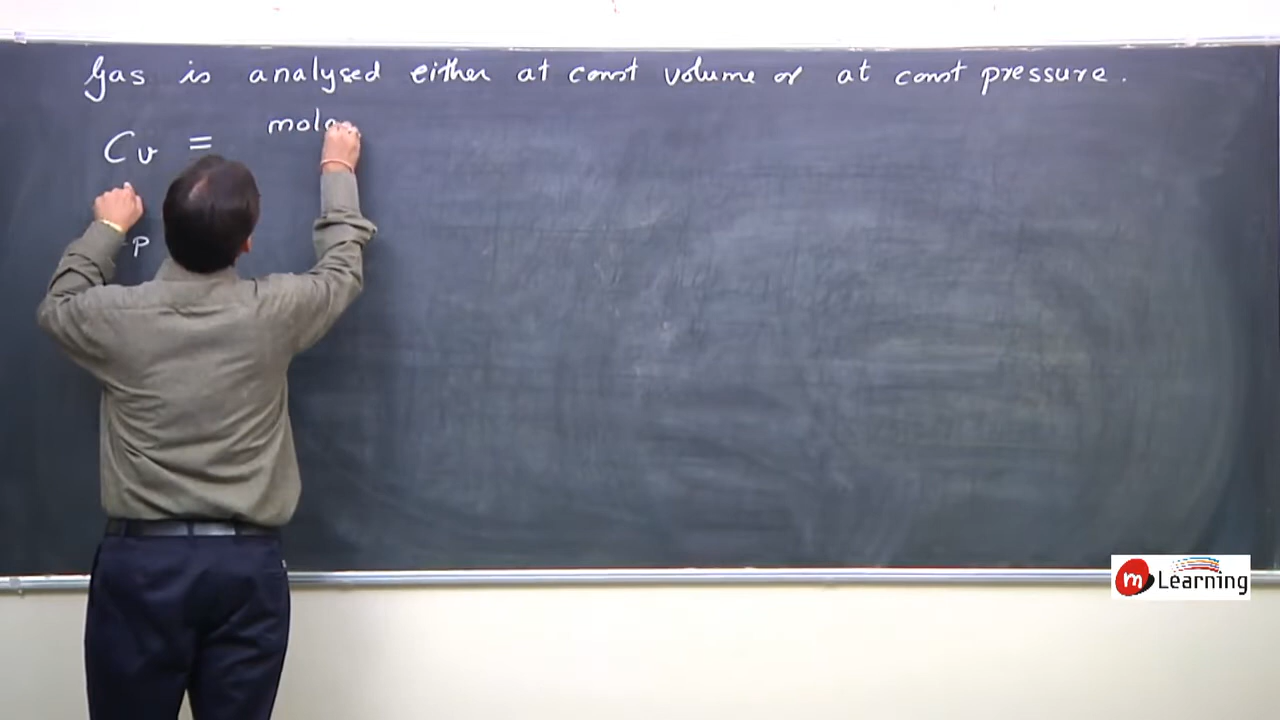 Gas is analysed either at const volume or at const pressure.
Cv = mola
p
m Learning